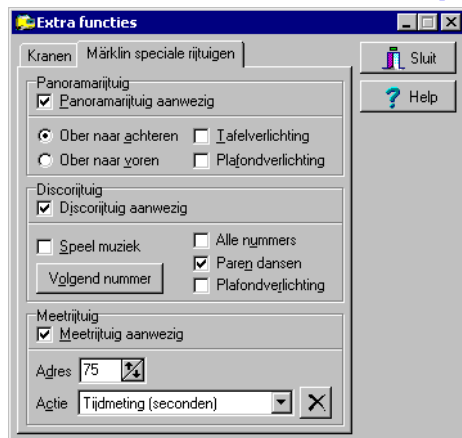 Extra functies
Kranen Märklin speciale rijtuigen
Sluit
Help
Panoramarijtuig
Panoramarijtuig aanwezig
Ober naar achteren Tafelverlichting
Ober naar voren Plafondverlichting
Discorijtuig
Discorijtuig aanwezig
Speel muziek Alle nummers
Paren dansen
Volgend nummer Plafondverlichting
Meetrijtuig
Meetrijtuig aanwezig
Adres 75
Actie Tijdmeting (seconden)